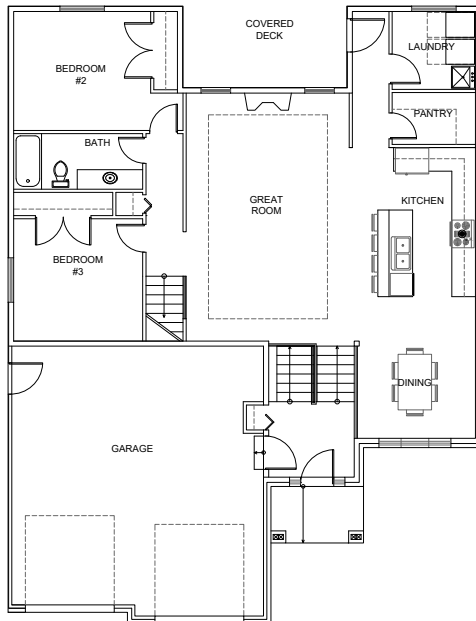 COVERED
DECK
LAUNDRY
BEDROOM
#2
PANTRY
BATH
GREAT
ROOM
KITCHEN
BEDROOM
#3
DINING
GARAGE